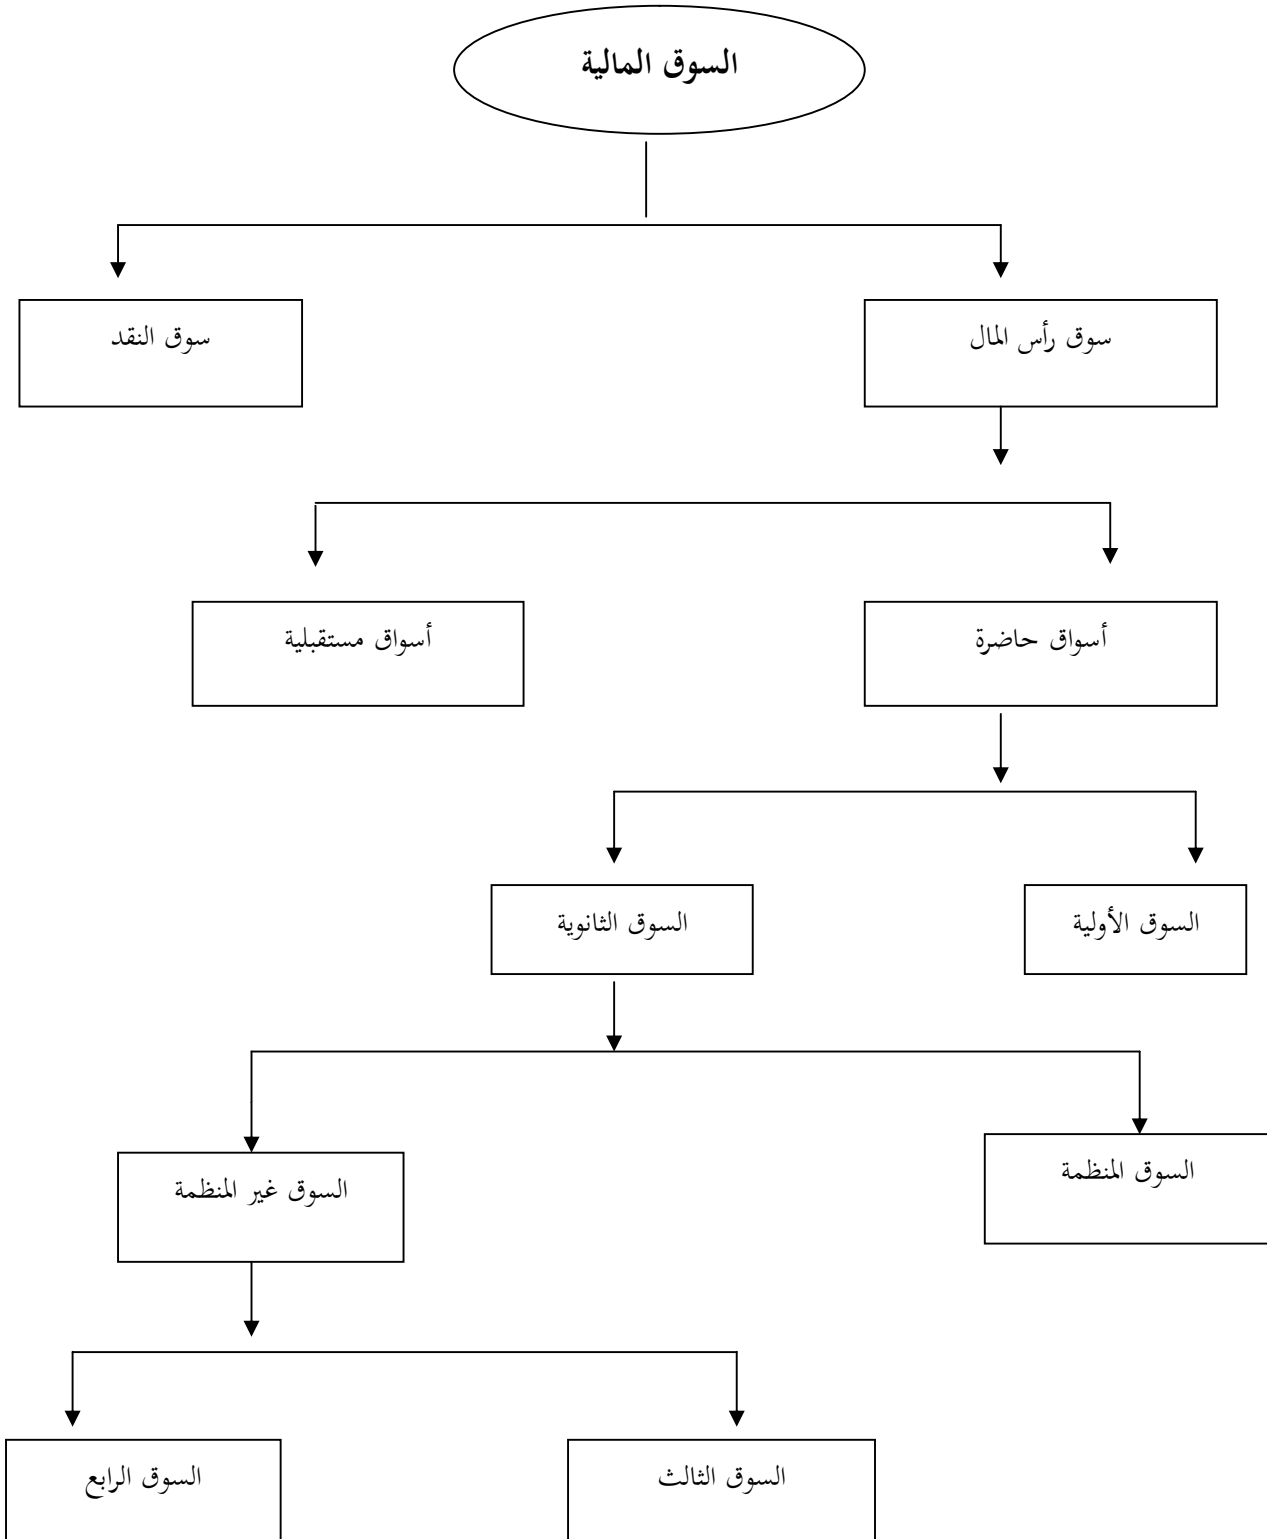 السوق المالية
سوق رأس المال
سوق النقد
أسواق حاضرة
أسواق مستقبلية
السوق الأولية
السوق الثانوية
السوق المنظمة
السوق غير المنظمة
السوق الثالث
السوق الرابع